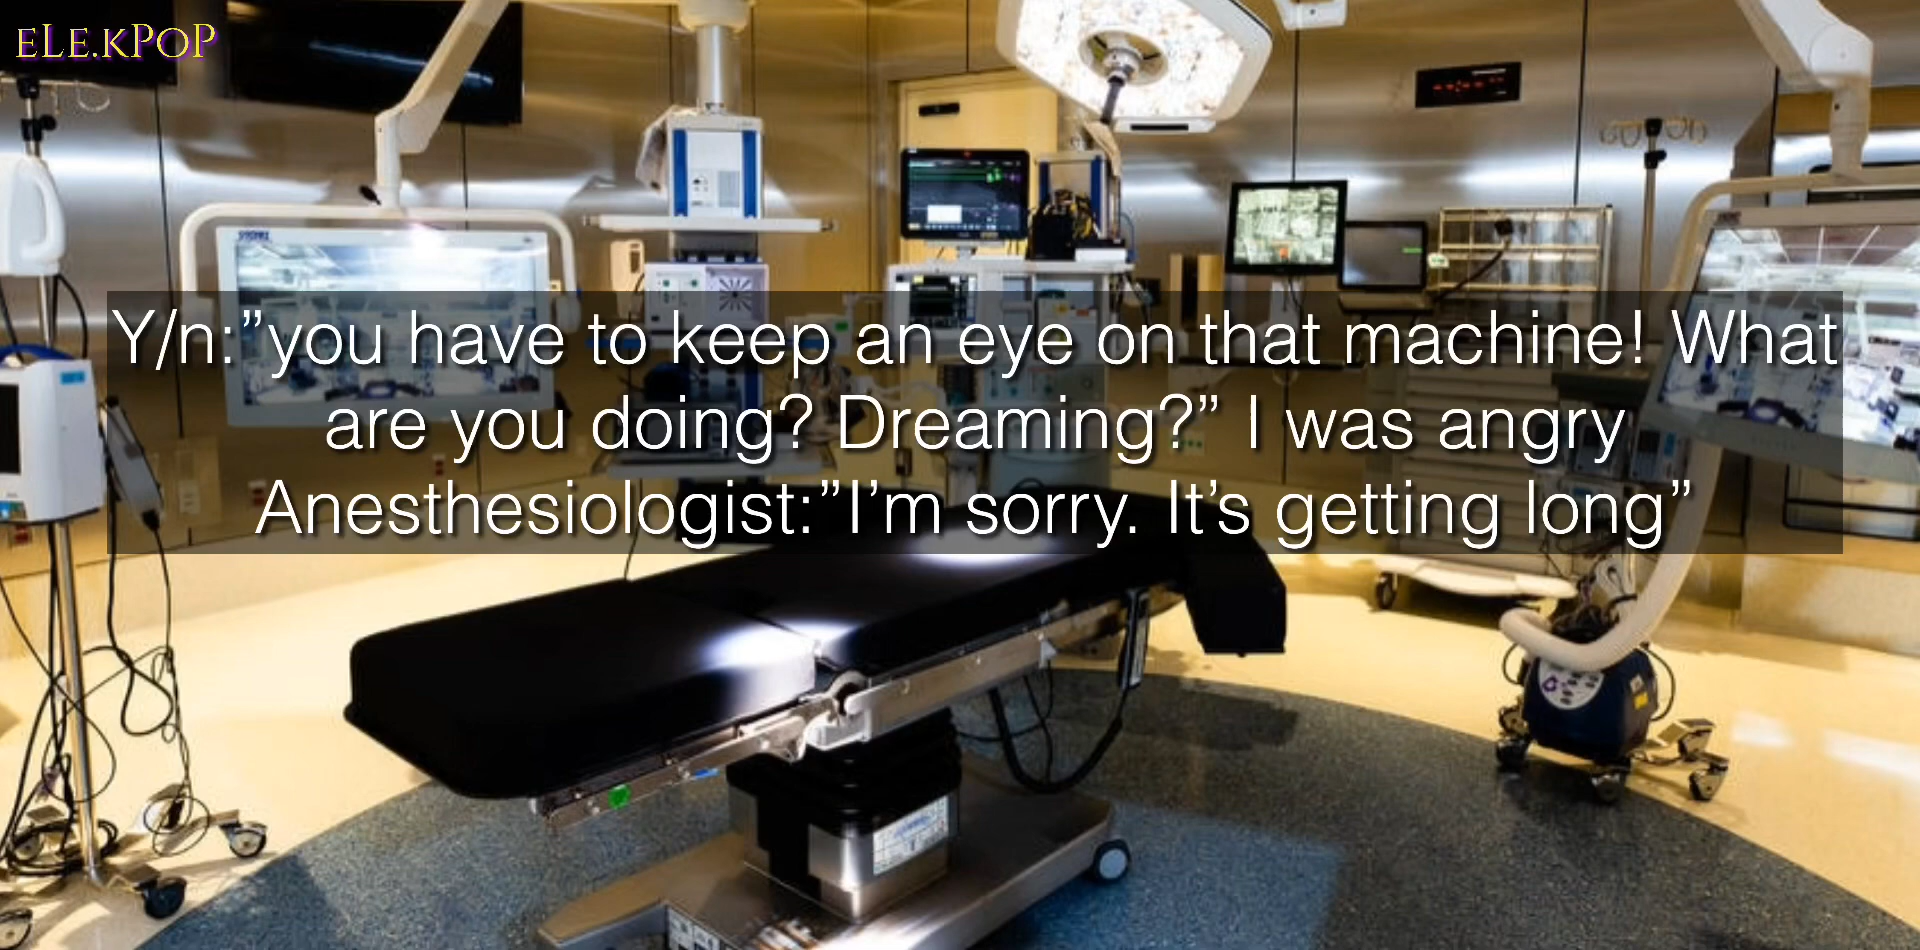 ELE.KPOP
Y/n:”you have to keep an eye on that machine! What
are you doing? Dreaming?” I was angry
Anesthesiologist:”I’m sorry. It’s getting long”